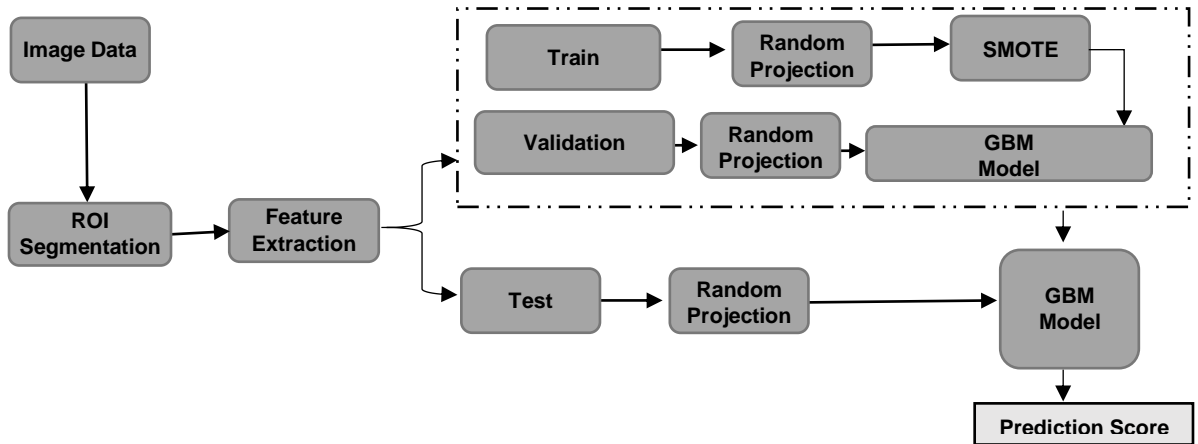 Image Data
ROI
Segmentation
Feature
Extraction
Train
Random
Projection
SMOTE
Validation
Random
Projection
GBM
Model
Test
Random
Projection
GBM
Model
Prediction Score